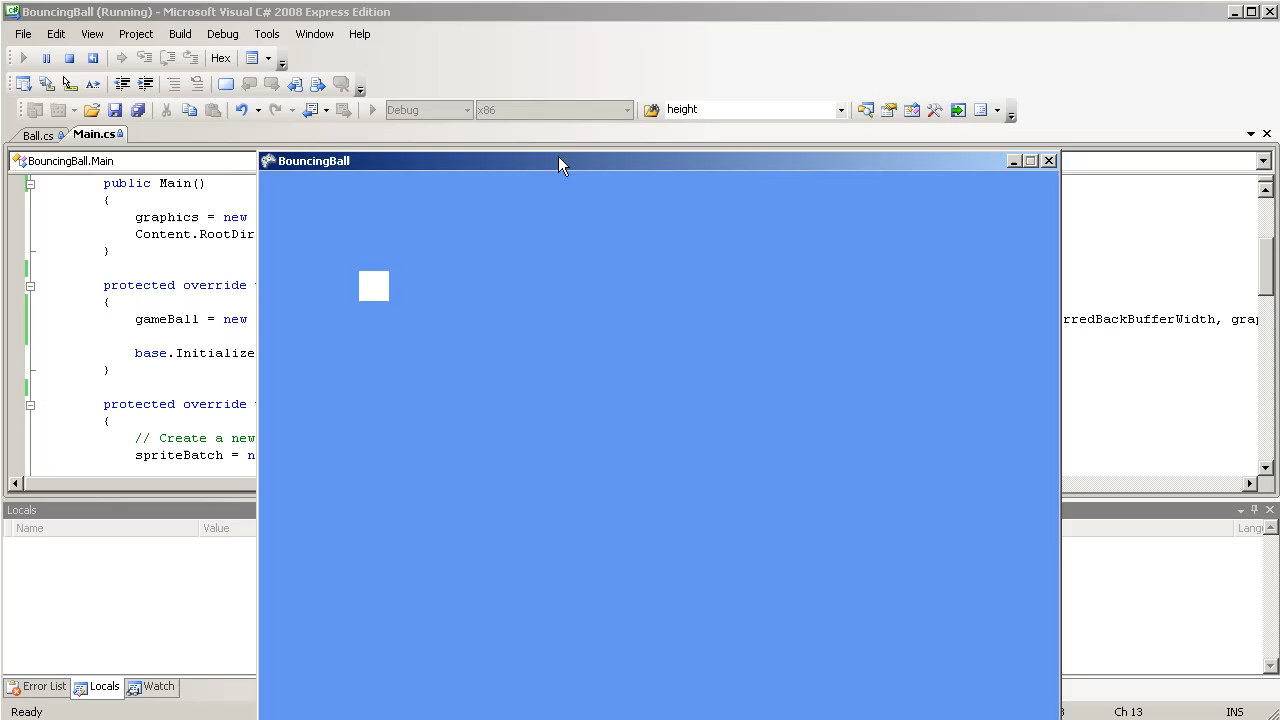 BouncingBall (Running) - Microsoft Visual C# 2008 Express Edition
File Edit View Project Build Debug Tools Window Help
Hex
Debug x86 height
Ball.cs Main.cs
BouncingBall.Main
BouncingBall
public Main()
{
graphics = new
Content.RootDir
}
protected override
{
gameBall = new rredBackBufferWidth, grap
base.Initialize
}
protected override
{
// Create a new
spriteBatch = n
Locals
Name Value Langu
Error List Locals Watch
Ready Ch 13 INS